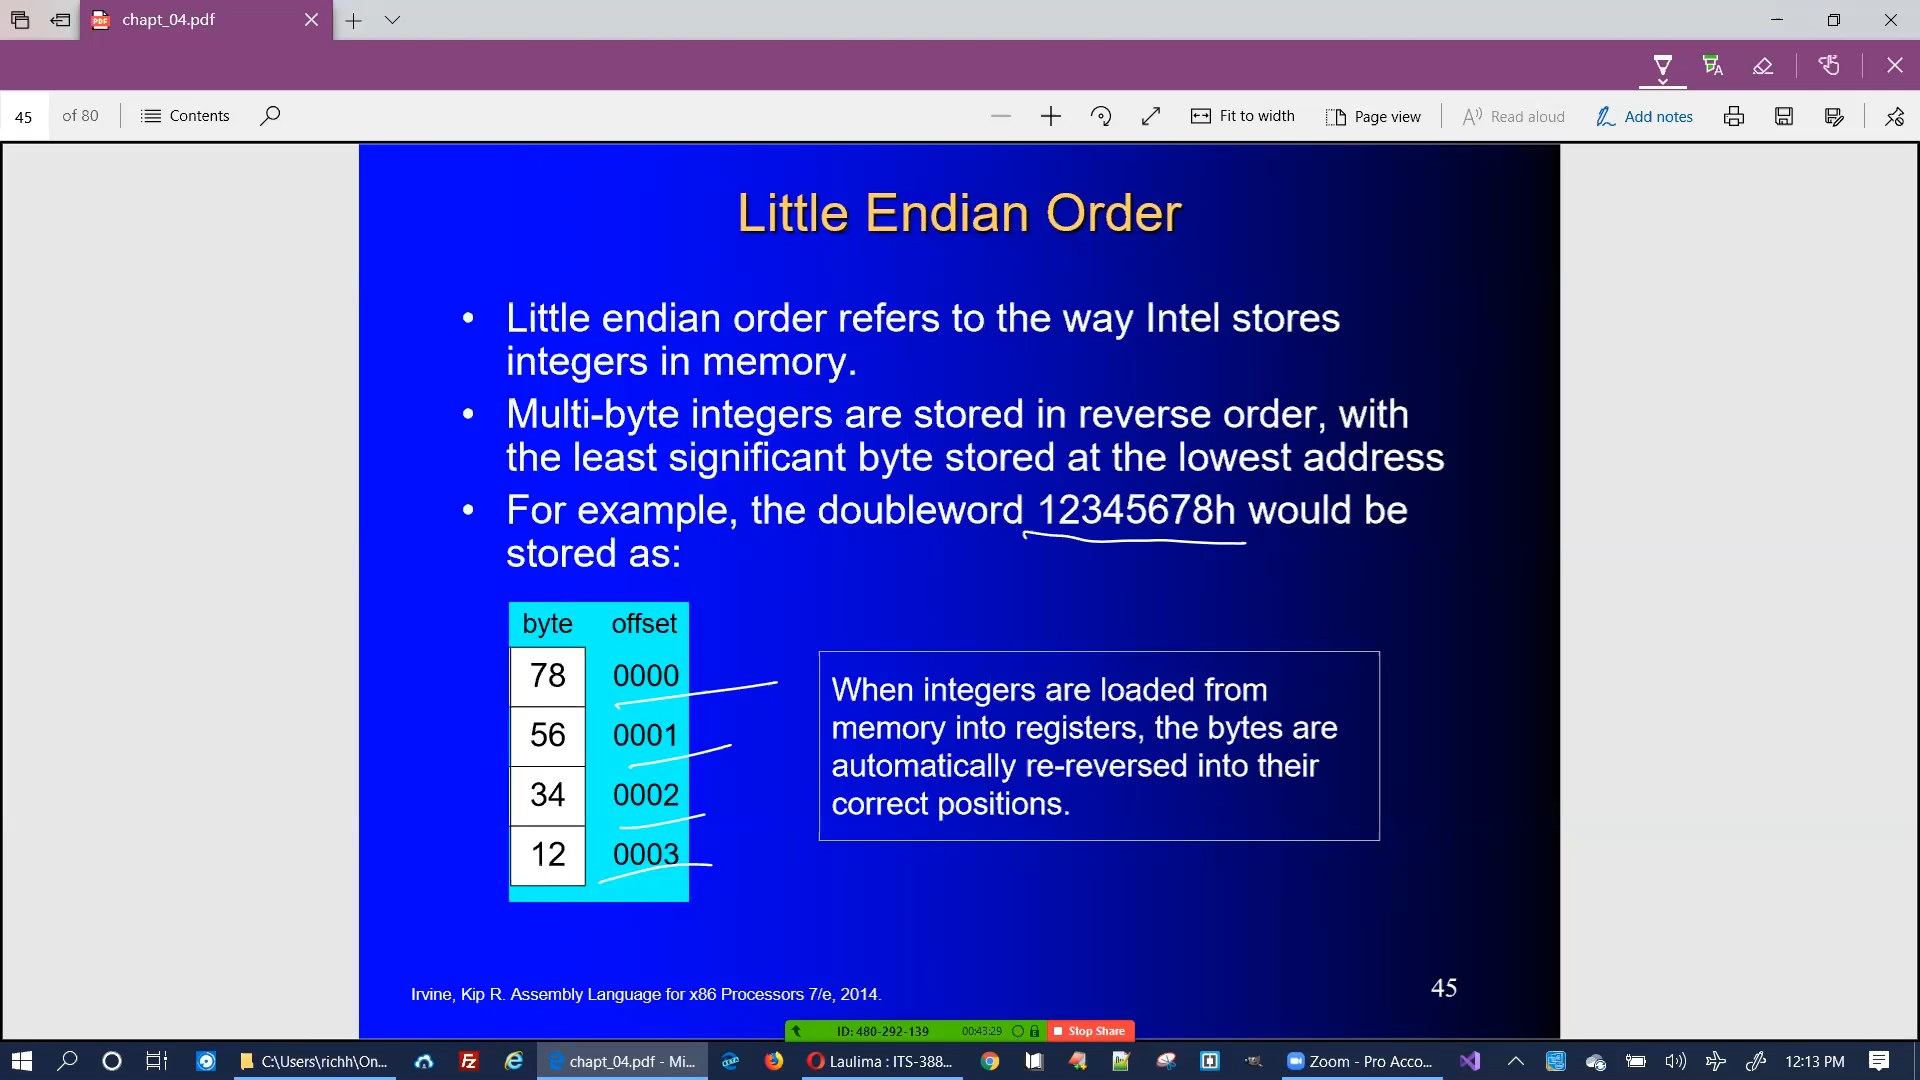 chapt_04.pdf
45 of 80 Contents Fit to width Page view Read aloud Add notes
Little Endian Order
• Little endian order refers to the way Intel stores
integers in memory.
• Multi-byte integers are stored in reverse order, with
the least significant byte stored at the lowest address
• For example, the doubleword 12345678h would be
stored as:
byte offset
78 0000
56 0001
34 0002
12 0003
When integers are loaded from
memory into registers, the bytes are
automatically re-reversed into their
correct positions.
Irvine, Kip R. Assembly Language for x86 Processors 7/e, 2014.
45
ID: 480-292-139 00:43:29 Stop Share
C:\Users\richh\On... chapt_04.pdf - Mi... Laulima : ITS-388... Zoom - Pro Acco... 12:13 PM